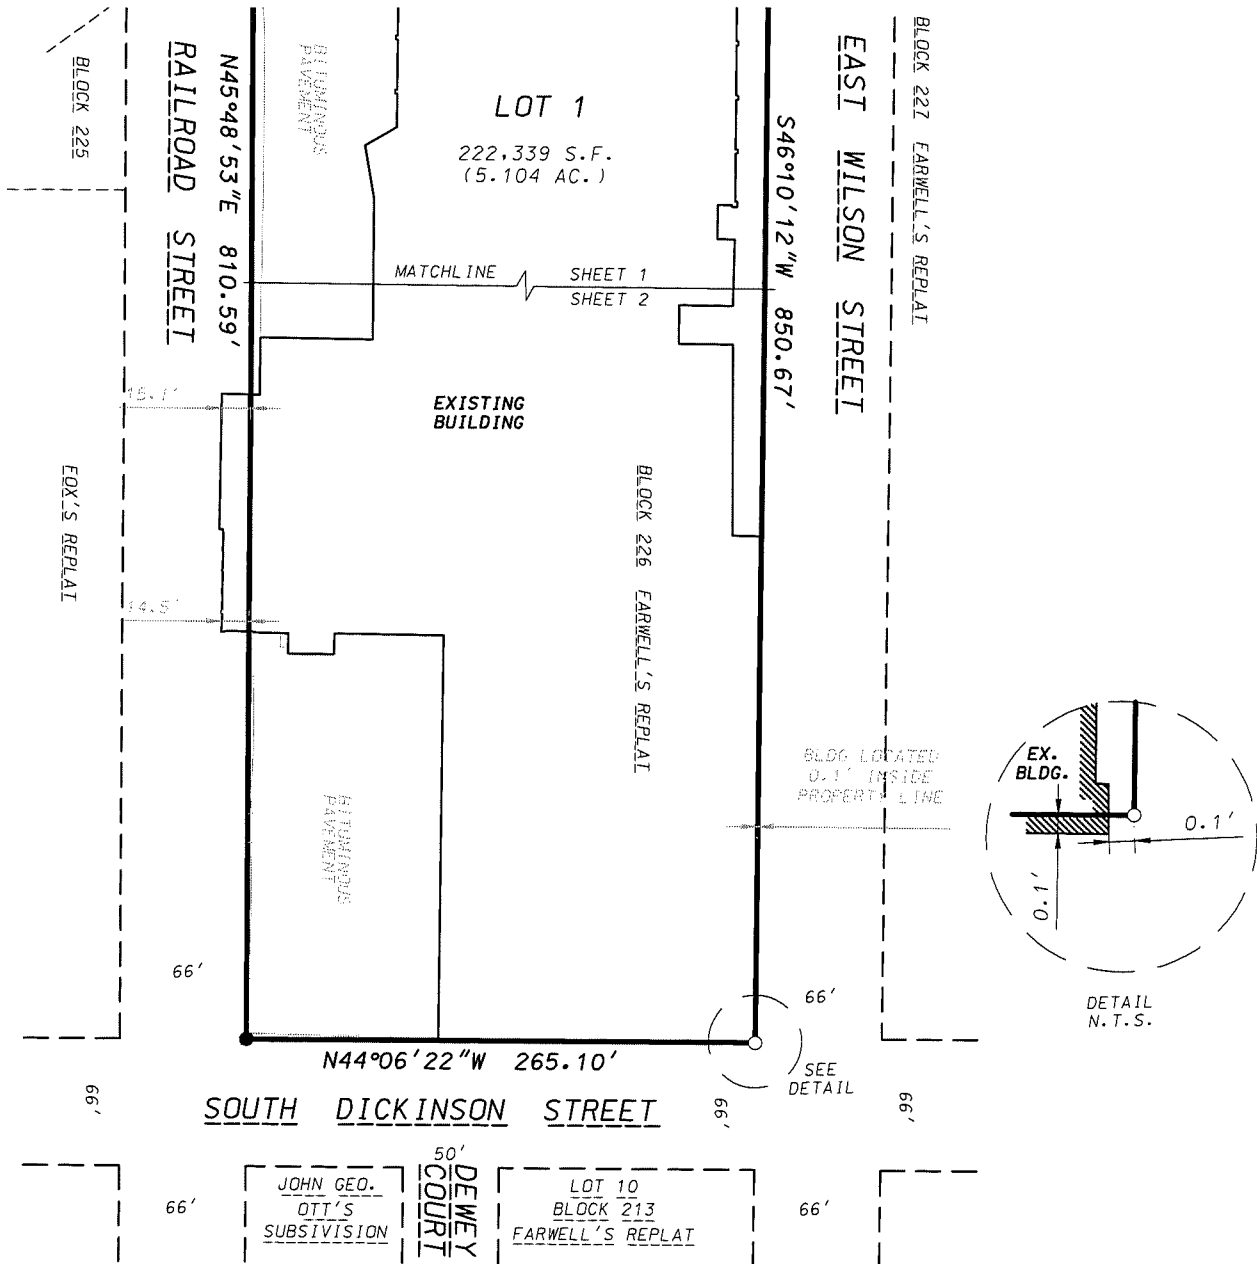 BLOCK 225
RAILROAD STREET
N45°48'53"E 810.59'
BITUMINOUS
PAVEMENT
LOT 1
222,339 S.F.
(5.104 AC.)
S46°10'12"W 850.67'
EAST WILSON STREET
BLOCK 227 FARWELL'S REPLAT
MATCHLINE
SHEET 1
SHEET 2
15.1'
EXISTING
BUILDING
FOX'S REPLAT
BLOCK 226 FARWELL'S REPLAT
14.5'
BLDG LOCATED
0.1' INSIDE
PROPERTY LINE
EX.
BLDG.
0.1'
0.1'
DETAIL
N.T.S.
BITUMINOUS
PAVEMENT
66'
66'
N44°06'22"W 265.10'
SEE
DETAIL
66'
SOUTH DICKINSON STREET
66'
66'
50'
DEWEY
COURT
66'
JOHN GEO.
OTT'S
SUBSIVISION
LOT 10
BLOCK 213
FARWELL'S REPLAT
66'